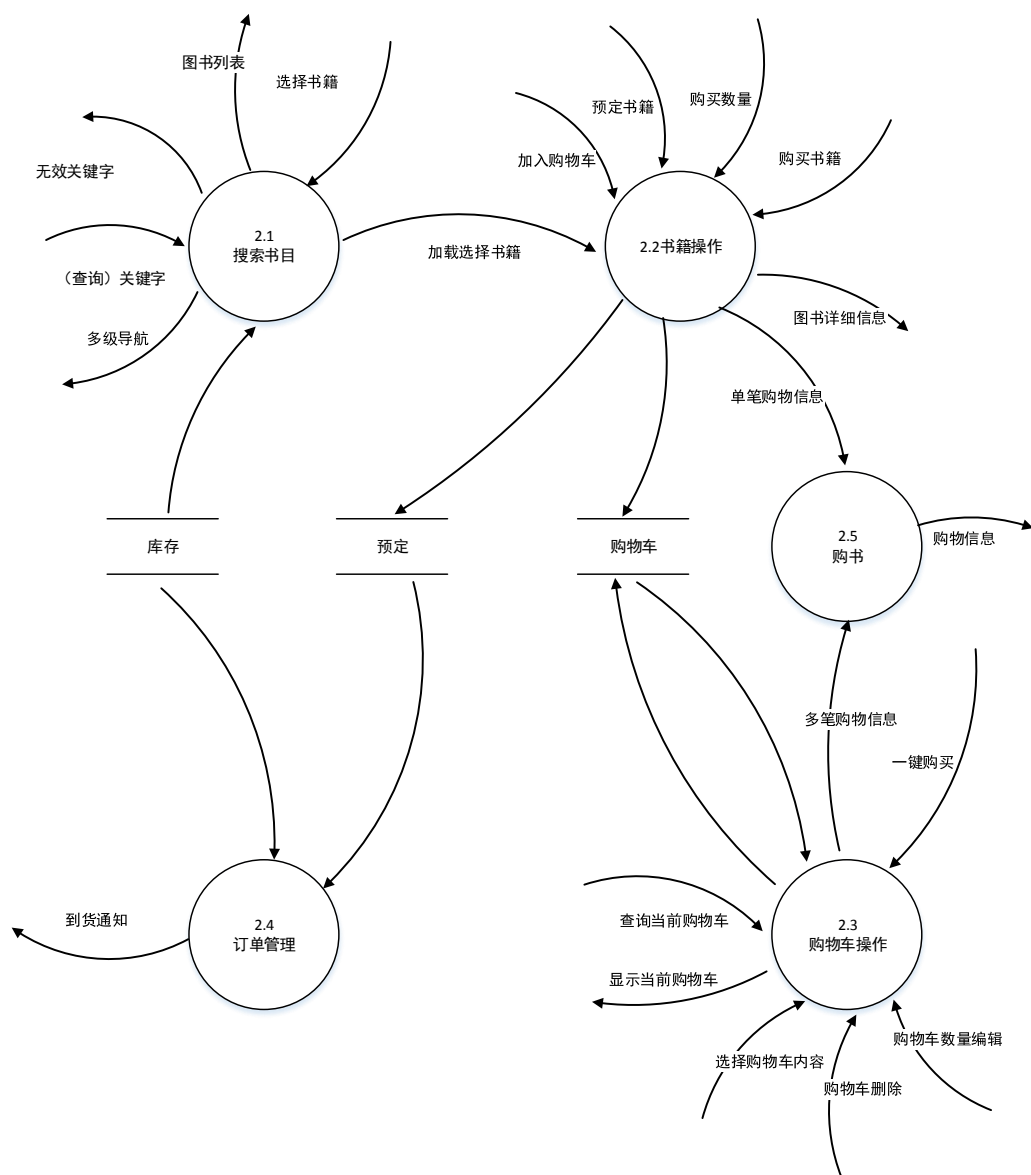 图书列表
选择书籍
预定书籍
购买数量
加入购物车
购买书籍
无效关键字
2.1
搜索书目
2.2书籍操作
加载选择书籍
（查询）关键字
图书详细信息
多级导航
单笔购物信息
库存
预定
购物车
2.5
购书
购物信息
多笔购物信息
一键购买
到货通知
2.4
订单管理
查询当前购物车
2.3
购物车操作
显示当前购物车
购物车数量编辑
选择购物车内容
购物车删除